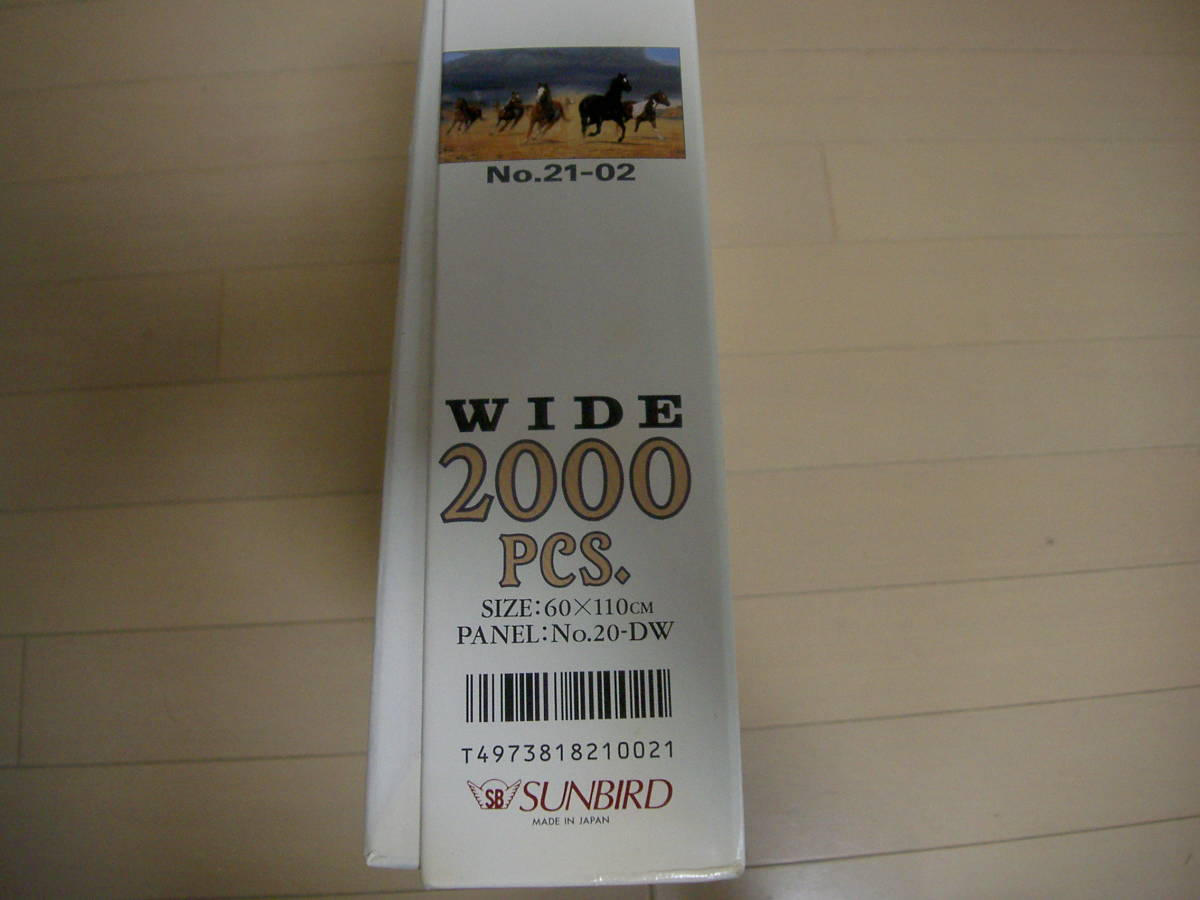 No.21-02
WIDE
2000
PCS.
SIZE:60×110CM
PANEL:No.20-DW
T4973818210021
SB SUNBIRD
MADE IN JAPAN